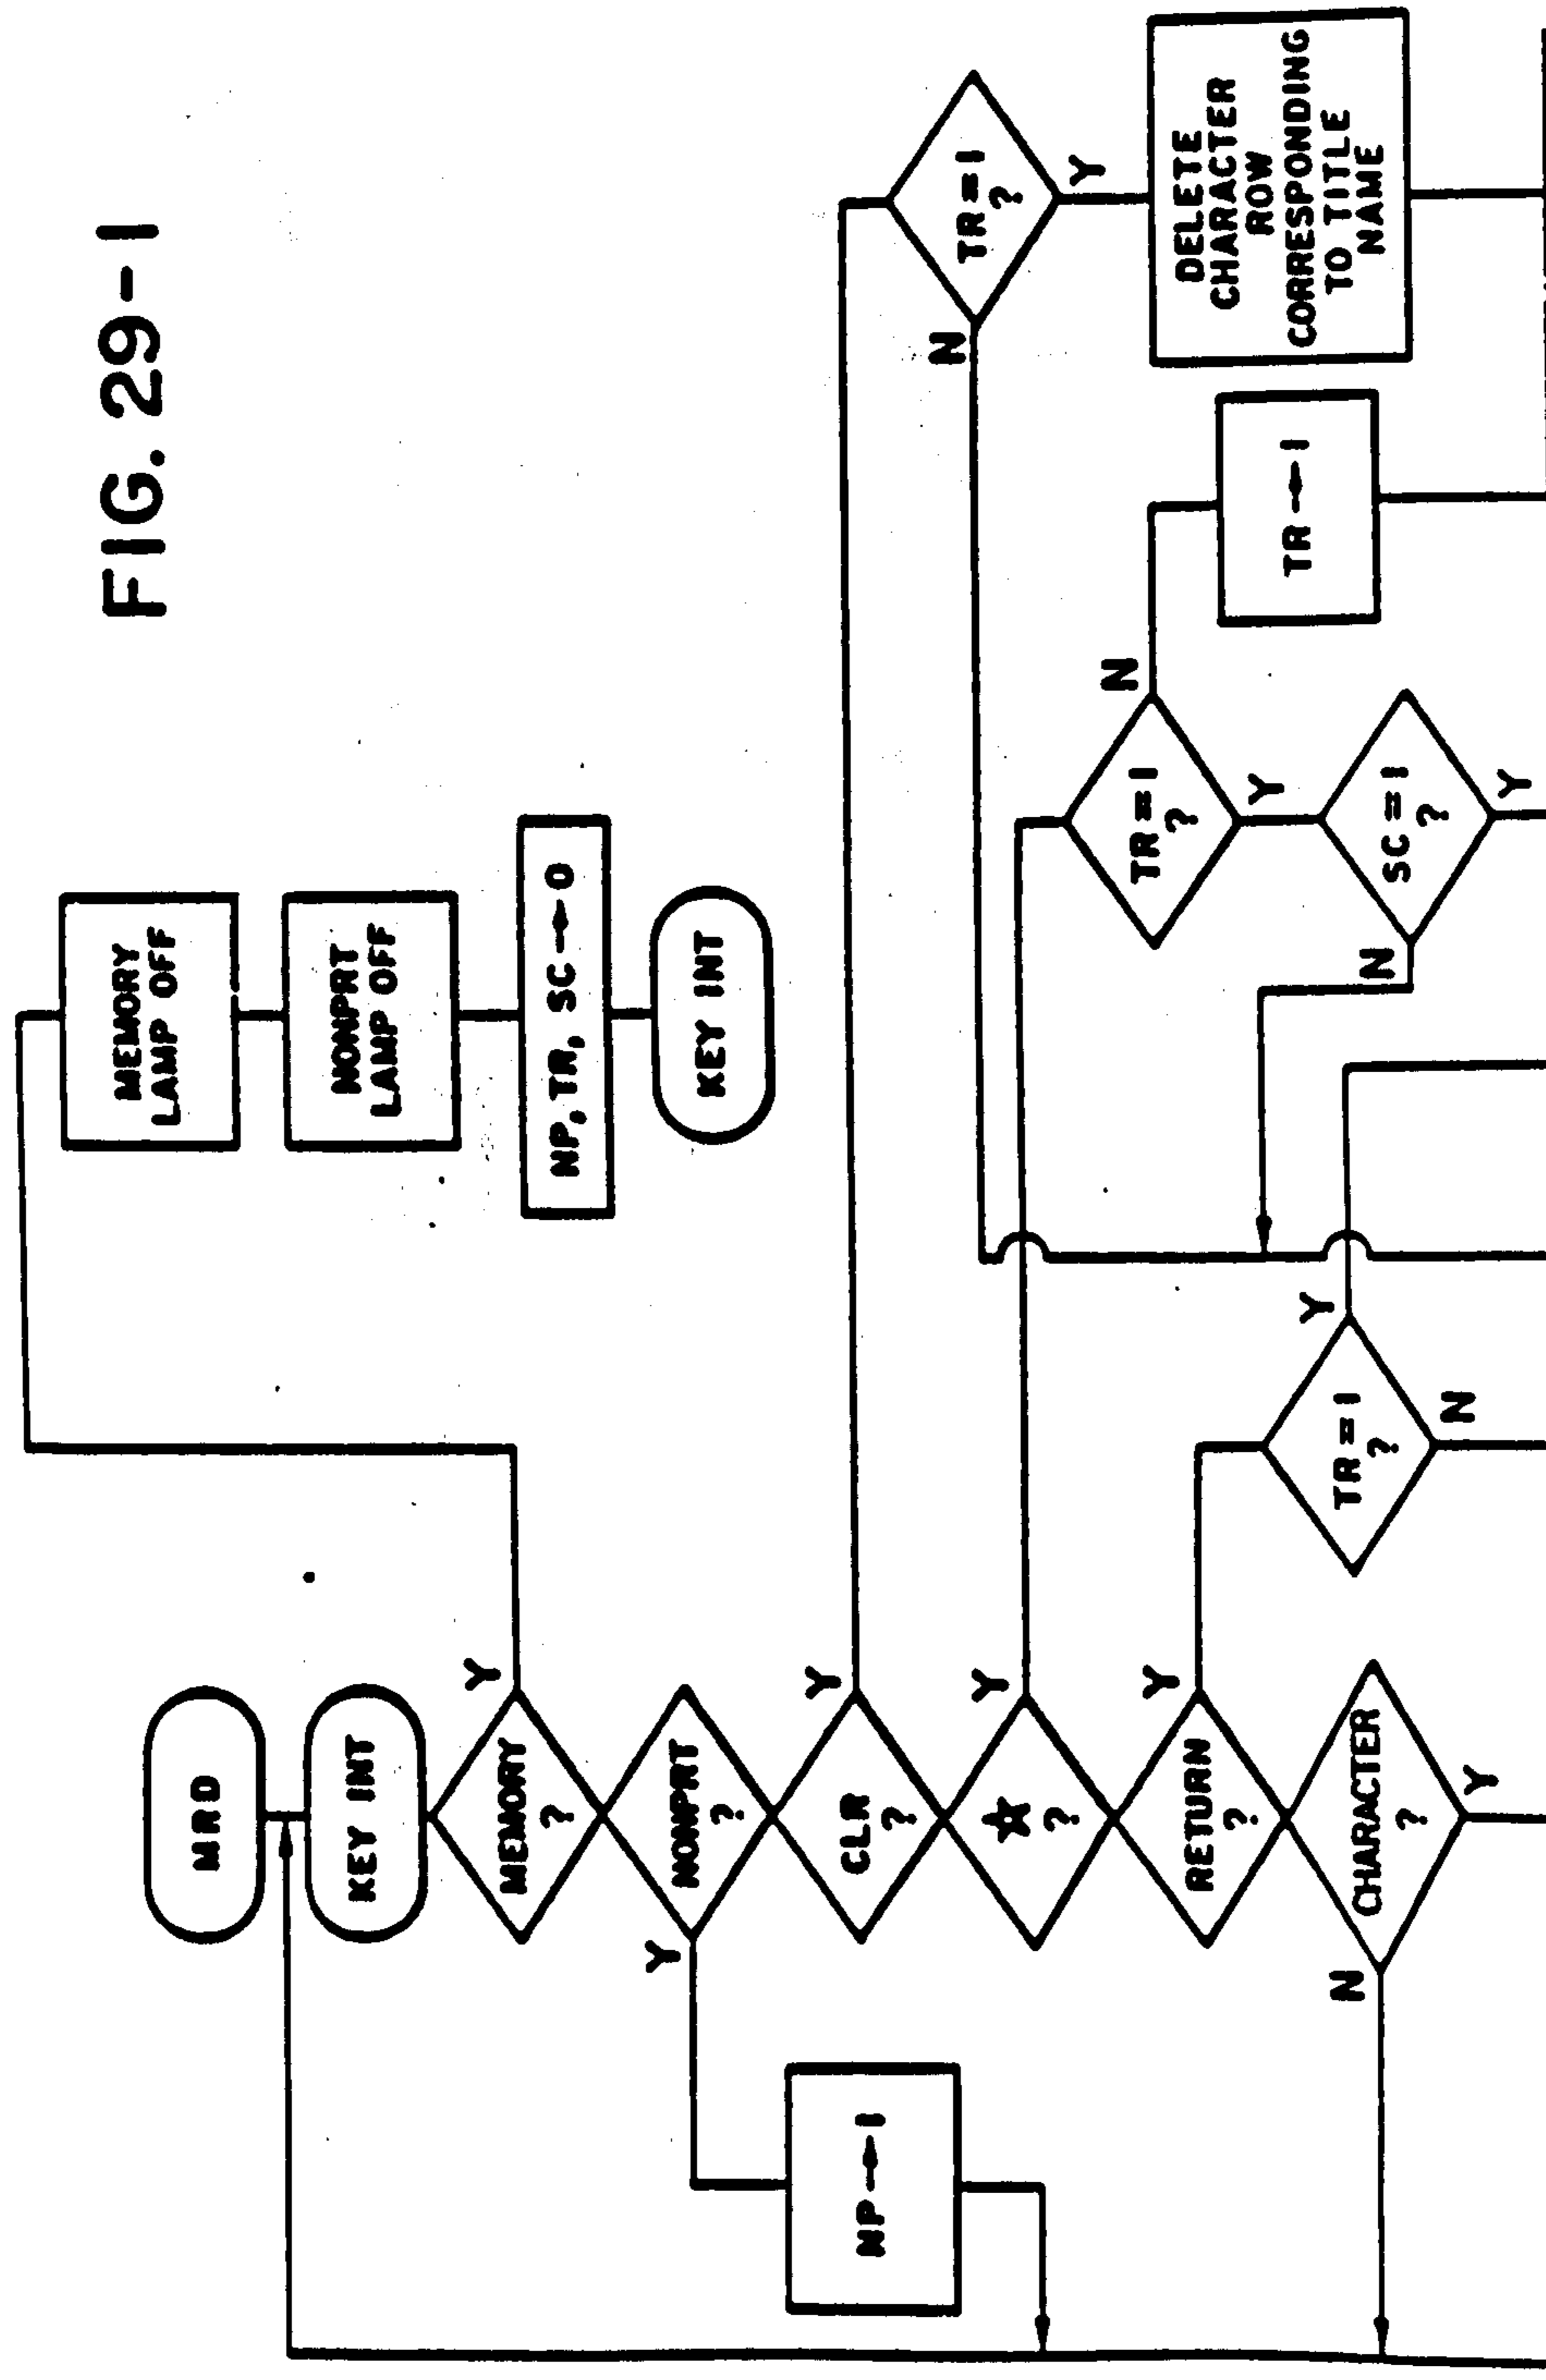 FIG. 29-1
MRD
KEY INT
MEMORY
?
Y
MEMORY
LAMP OFF
NONPRT
LAMP OFF
NP, TR, SC ← 0
KEY INT
NONPRT
?
Y
NP ← 1
CLR
?
Y
TR = 1
?
N
Y
DELETE
CHARACTER
ROW
CORRESPONDING
TO TITLE
NAME
☆
?
Y
TR = 1
?
N
Y
TR ← 1
SC = 1
?
N
Y
RETURN
?
Y
TR = 1
?
Y
N
CHARACTER
?
N
Y